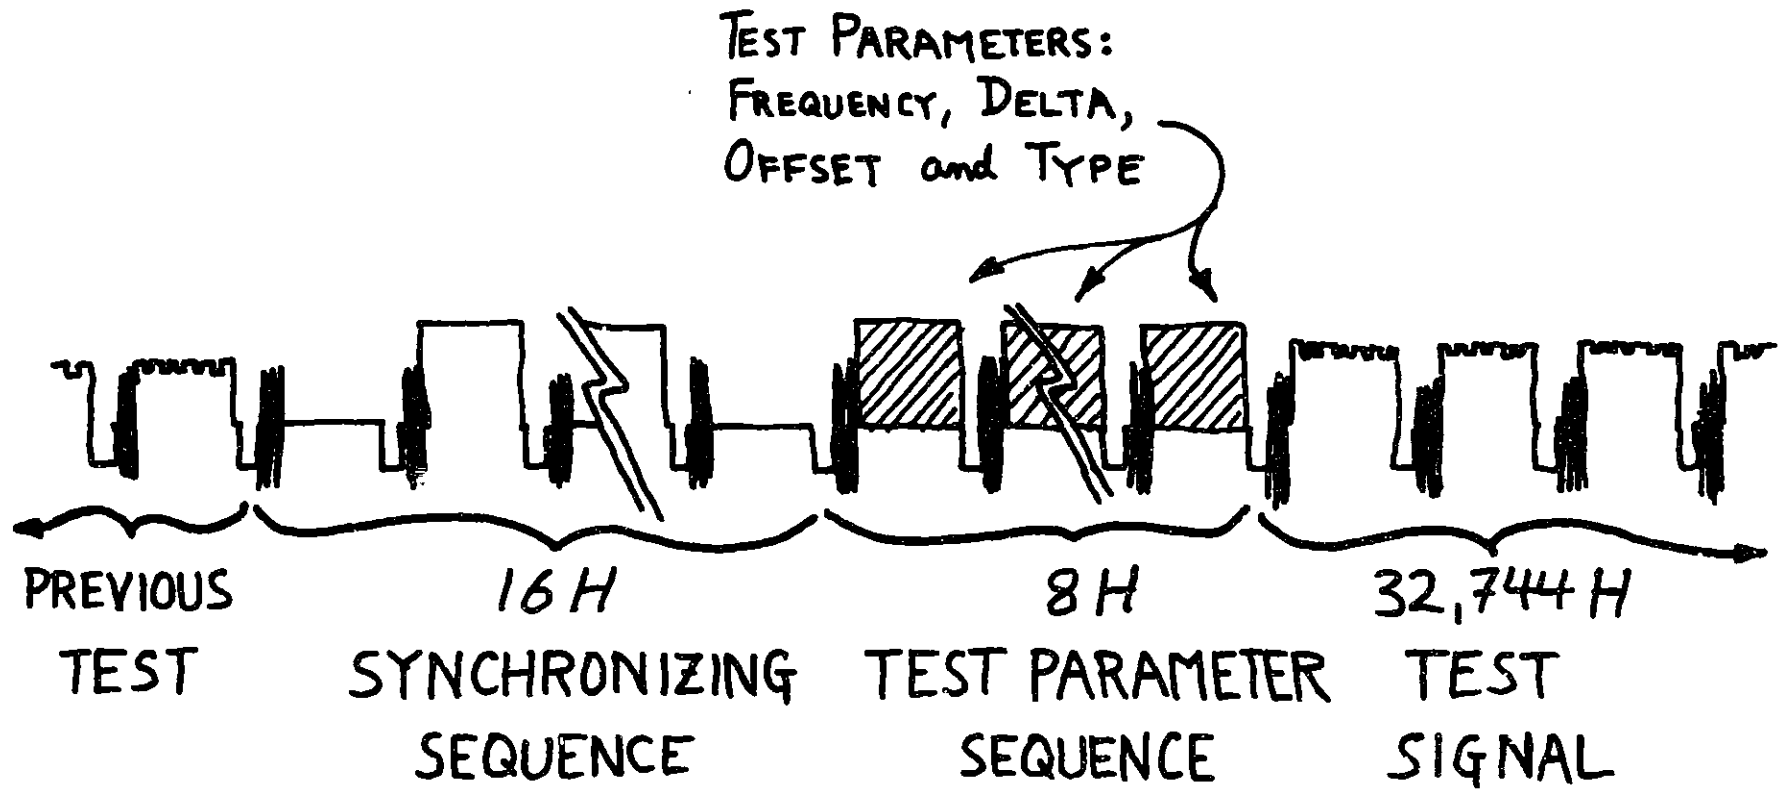 TEST PARAMETERS:
FREQUENCY, DELTA,
OFFSET and TYPE
PREVIOUS
TEST
16 H
SYNCHRONIZING
SEQUENCE
8 H
TEST PARAMETER
SEQUENCE
32,744 H
TEST
SIGNAL